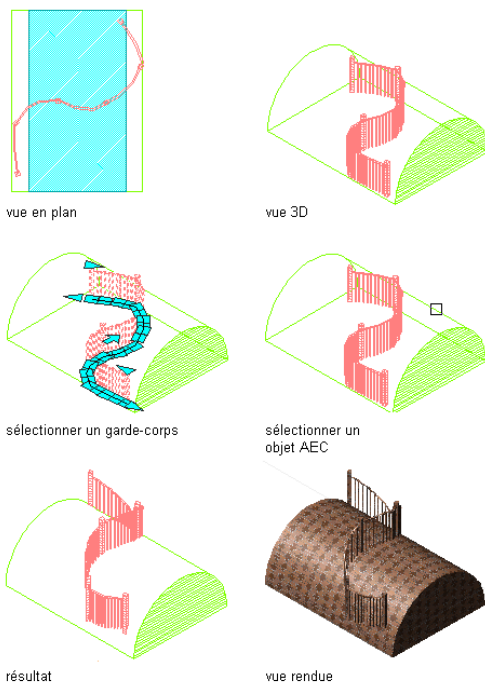 vue en plan
vue 3D
sélectionner un garde-corps
sélectionner un
objet AEC
résultat
vue rendue